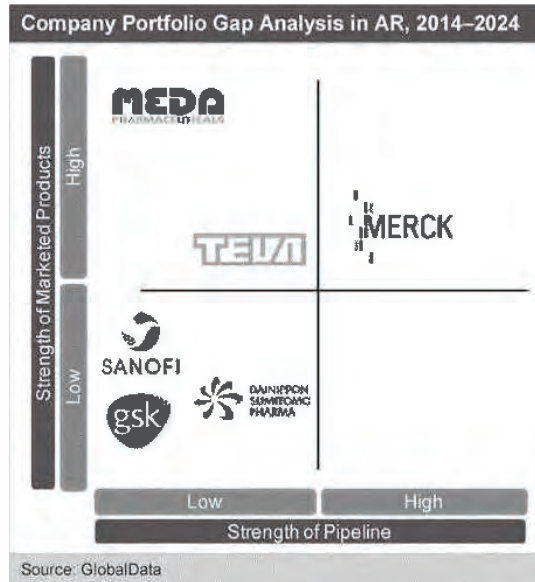 Company Portfolio Gap Analysis in AR, 2014–2024
Strength of Marketed Products
High
Low
MEDA
PHARMACEUTICALS
TEVA
MERCK
SANOFI
gsk
DAINIPPON
SUMITOMO
PHARMA
Low
High
Strength of Pipeline
Source: GlobalData